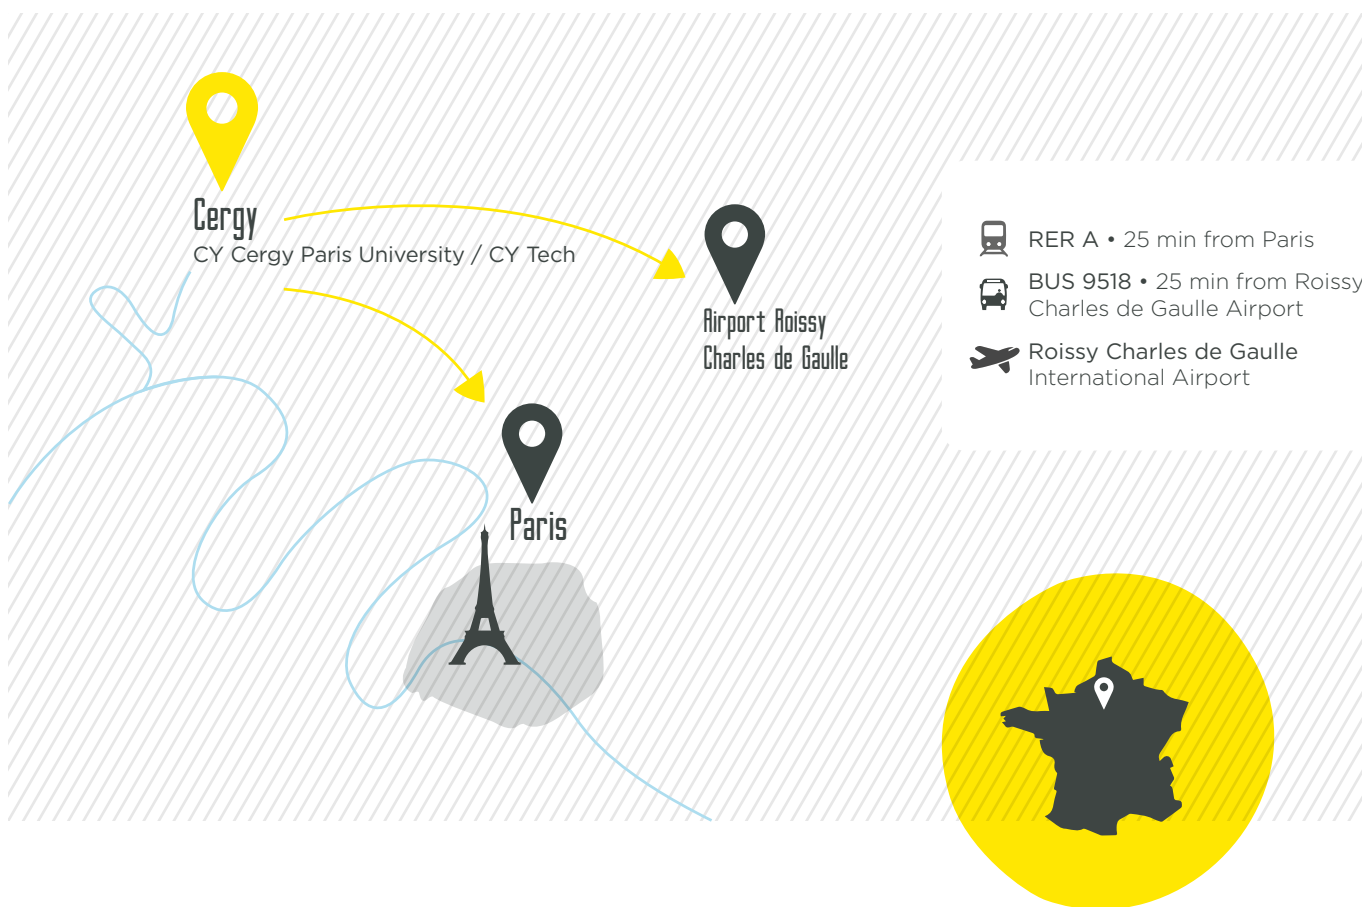 Cergy
CY Cergy Paris University / CY Tech
Airport Roissy
Charles de Gaulle
Paris
RER A • 25 min from Paris
BUS 9518 • 25 min from Roissy
Charles de Gaulle Airport
Roissy Charles de Gaulle
International Airport